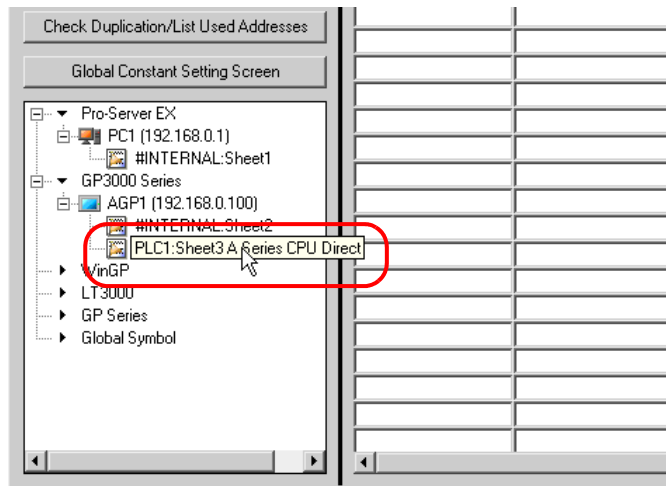 Check Duplication/List Used Addresses
Global Constant Setting Screen
Pro-Server EX
PC1 (192.168.0.1)
#INTERNAL:Sheet1
GP3000 Series
AGP1 (192.168.0.100)
#INTERNAL:Sheet2
PLC1:Sheet3 A Series CPU Direct
WinGP
LT3000
GP Series
Global Symbol